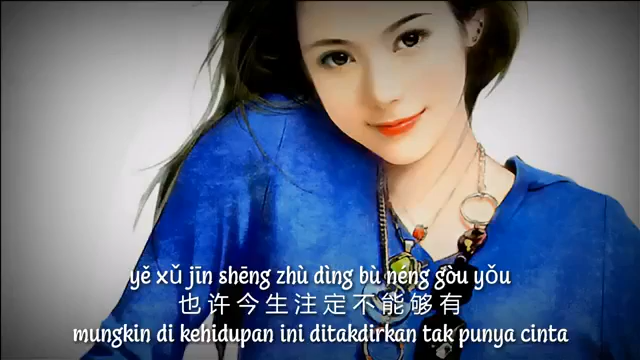 yě xǔ jīn shēng zhù dìng bù néng gòu yǒu
也许今生注定不能够有
mungkin di kehidupan ini ditakdirkan tak punya cinta